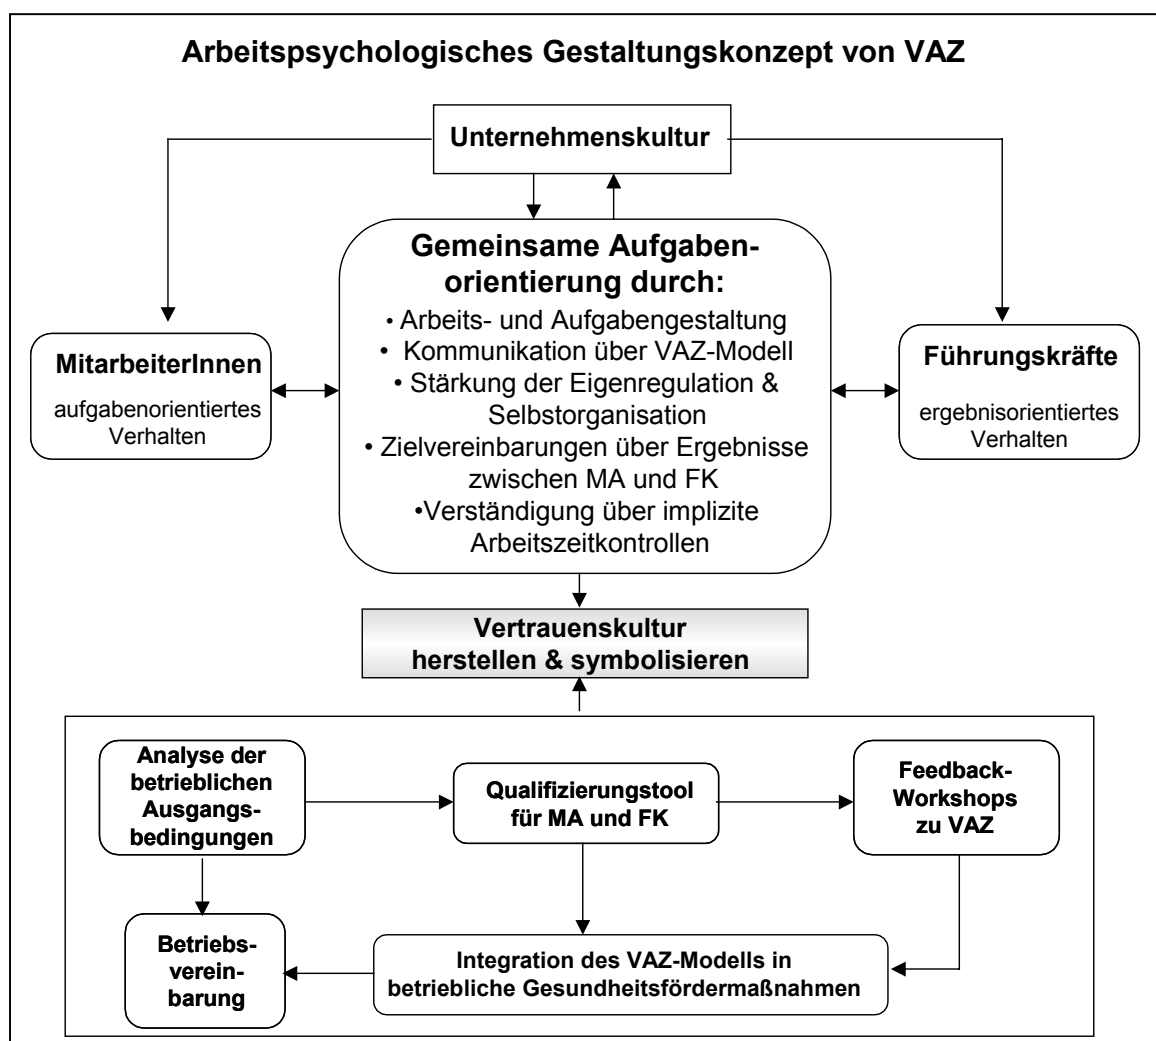 Arbeitspsychologisches Gestaltungskonzept von VAZ
Unternehmenskultur
Gemeinsame Aufgaben-
orientierung durch:
• Arbeits- und Aufgabengestaltung
• Kommunikation über VAZ-Modell
• Stärkung der Eigenregulation &
Selbstorganisation
• Zielvereinbarungen über Ergebnisse
zwischen MA und FK
•Verständigung über implizite
Arbeitszeitkontrollen
MitarbeiterInnen
aufgabenorientiertes
Verhalten
Führungskräfte
ergebnisorientiertes
Verhalten
Vertrauenskultur
herstellen & symbolisieren
Analyse der
betrieblichen
Ausgangs-
bedingungen
Qualifizierungstool
für MA und FK
Feedback-
Workshops
zu VAZ
Betriebs-
verein-
barung
Integration des VAZ-Modells in
betriebliche Gesundheitsfördermaßnahmen